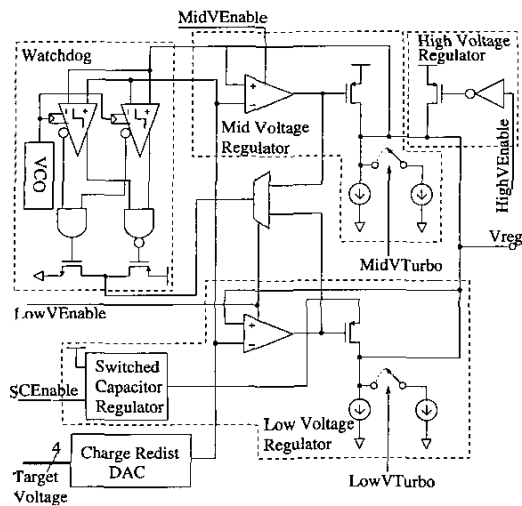 MidVEnable
Watchdog
High Voltage
Regulator
+ -
+ -
+
-
Mid Voltage
Regulator
VCO
HighVEnable
Vreg
MidVTurbo
LowVEnable
+
-
Switched
Capacitor
Regulator
SCEnable
Low Voltage
Regulator
4
Target
Voltage
Charge Redist
DAC
LowVTurbo